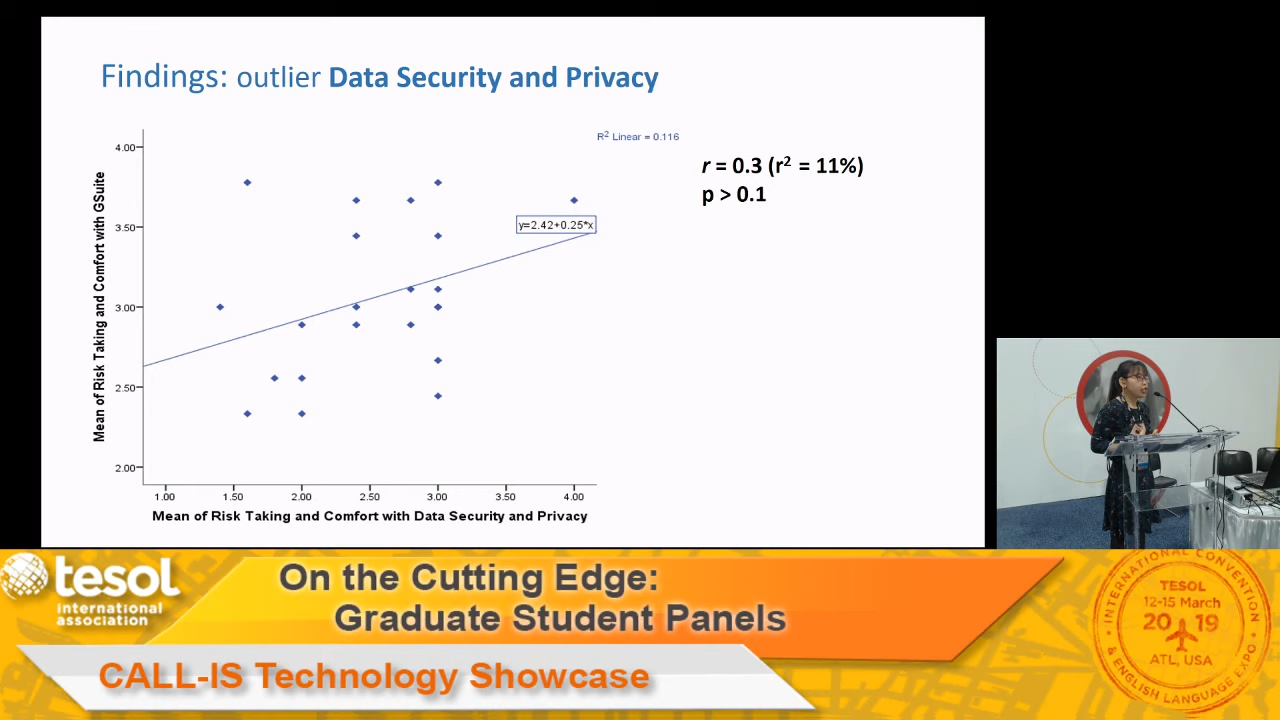 Findings: outlier Data Security and Privacy
R2 Linear = 0.116
r = 0.3 (r² = 11%)
p > 0.1
y=2.42+0.25*x
Mean of Risk Taking and Comfort with GSuite
4.00
3.50
3.00
2.50
2.00
1.00 1.50 2.00 2.50 3.00 3.50 4.00
Mean of Risk Taking and Comfort with Data Security and Privacy
tesol
international
association
On the Cutting Edge:
Graduate Student Panels
CALL-IS Technology Showcase
INTERNATIONAL CONVENTION
TESOL
12-15 March
2019
ATL, USA
& ENGLISH LANGUAGE EXPO